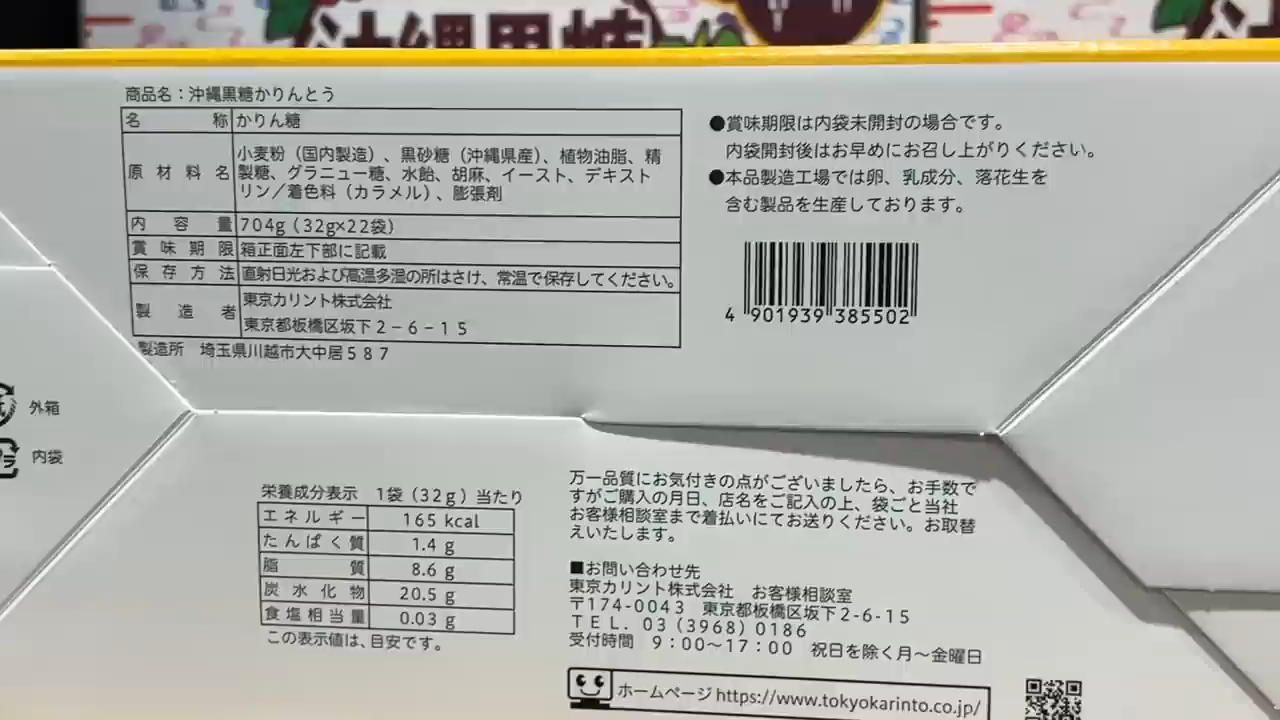 沖縄黒糖
商品名：沖縄黒糖かりんとう
名称 かりん糖
原材料名 小麦粉（国内製造）、黒砂糖（沖縄県産）、植物油脂、精
製糖、グラニュー糖、水飴、胡麻、イースト、デキスト
リン／着色料（カラメル）、膨張剤
内容量 704g（32g×22袋）
賞味期限 箱正面左下部に記載
保存方法 直射日光および高温多湿の所はさけ、常温で保存してください。
製造者 東京カリント株式会社
東京都板橋区坂下2－6－15
製造所 埼玉県川越市大中居587
●賞味期限は内袋未開封の場合です。
内袋開封後はお早めにお召し上がりください。
●本品製造工場では卵、乳成分、落花生を
含む製品を生産しております。
4 901939 385502
外箱
内袋
栄養成分表示 1袋（32g）当たり
エネルギー 165 kcal
たんぱく質 1.4 g
脂質 8.6 g
炭水化物 20.5 g
食塩相当量 0.03 g
この表示値は、目安です。
万一品質にお気付きの点がございましたら、お手数で
すがご購入の月日、店名をご記入の上、袋ごと当社
お客様相談室まで着払いにてお送りください。お取替
えいたします。
■お問い合わせ先
東京カリント株式会社 お客様相談室
〒174-0043 東京都板橋区坂下2-6-15
TEL. 03（3968）0186
受付時間 9：00〜17：00 祝日を除く月〜金曜日
ホームページ https://www.tokyokarinto.co.jp/